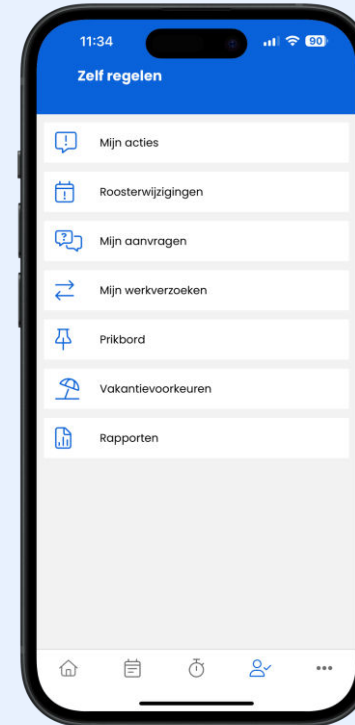 11:34
90
Zelf regelen
Mijn acties
Roosterwijzigingen
Mijn aanvragen
Mijn werkverzoeken
Prikbord
Vakantievoorkeuren
Rapporten